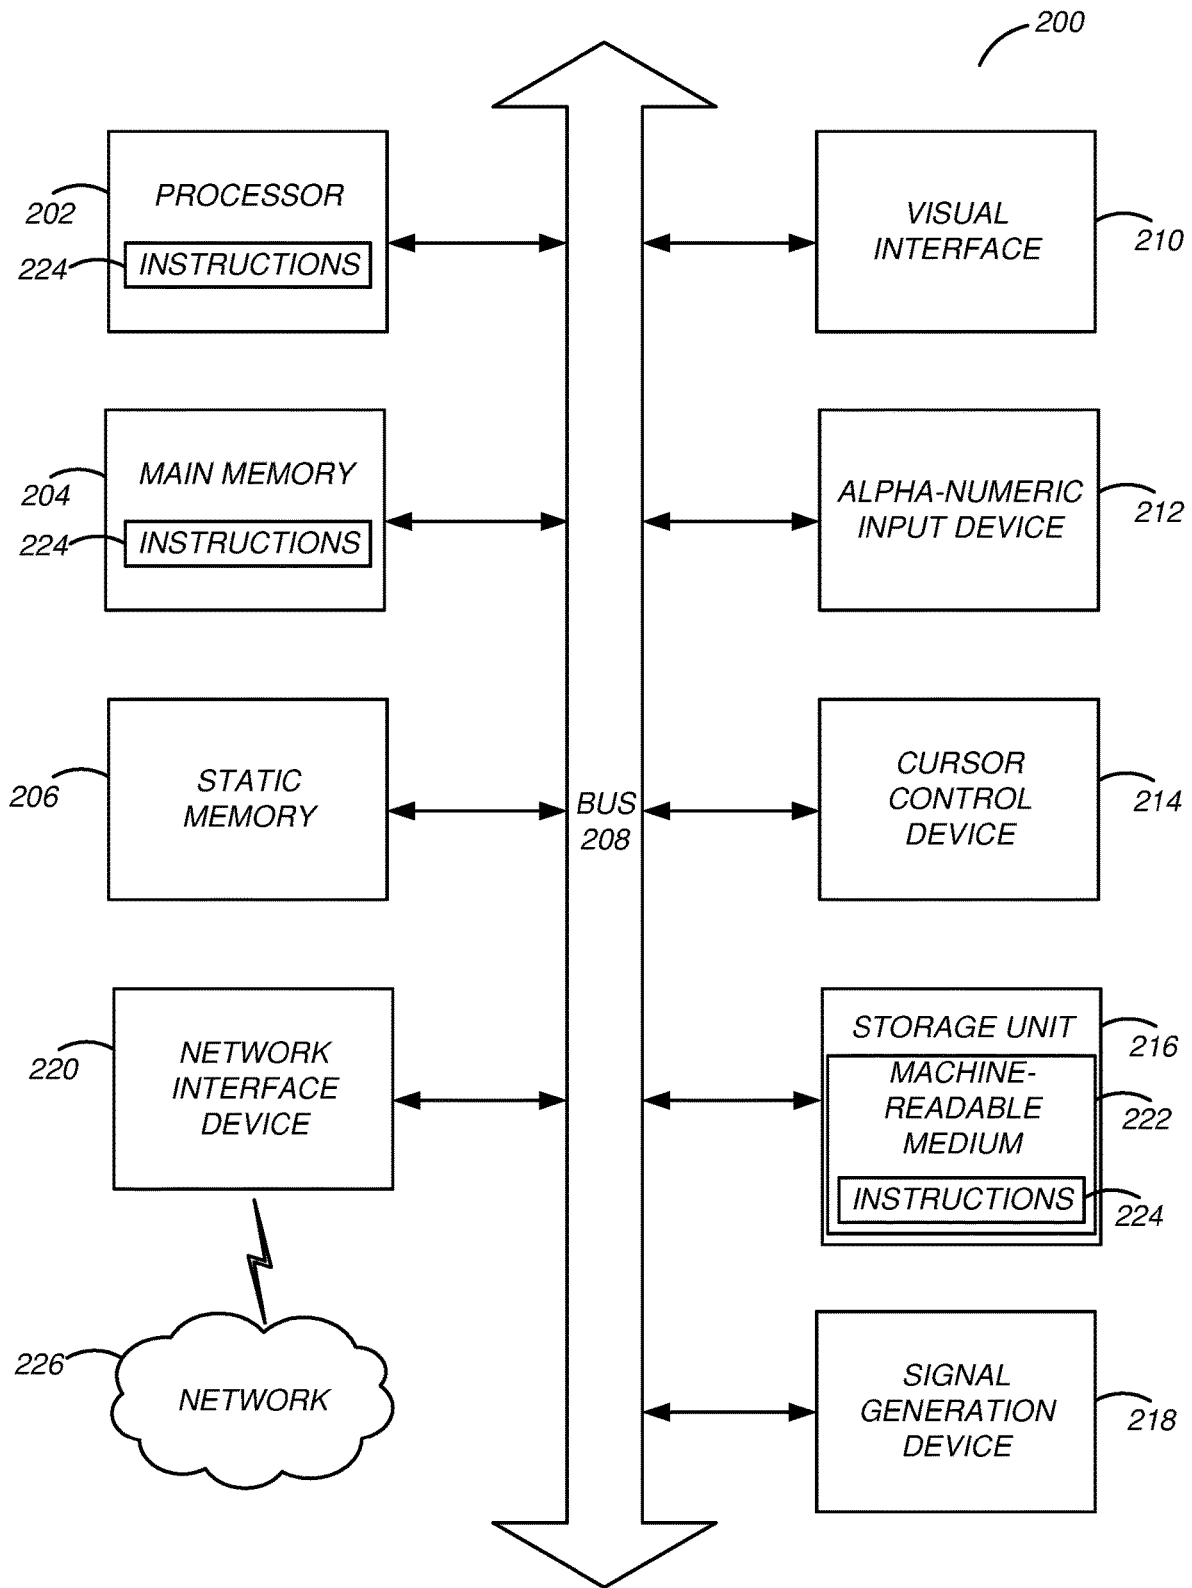 200
PROCESSOR
202
224
INSTRUCTIONS
VISUAL
INTERFACE
210
MAIN MEMORY
204
224
INSTRUCTIONS
ALPHA-NUMERIC
INPUT DEVICE
212
STATIC
MEMORY
206
BUS
208
CURSOR
CONTROL
DEVICE
214
NETWORK
INTERFACE
DEVICE
220
STORAGE UNIT
216
MACHINE-
READABLE
MEDIUM
222
INSTRUCTIONS
224
226
NETWORK
SIGNAL
GENERATION
DEVICE
218